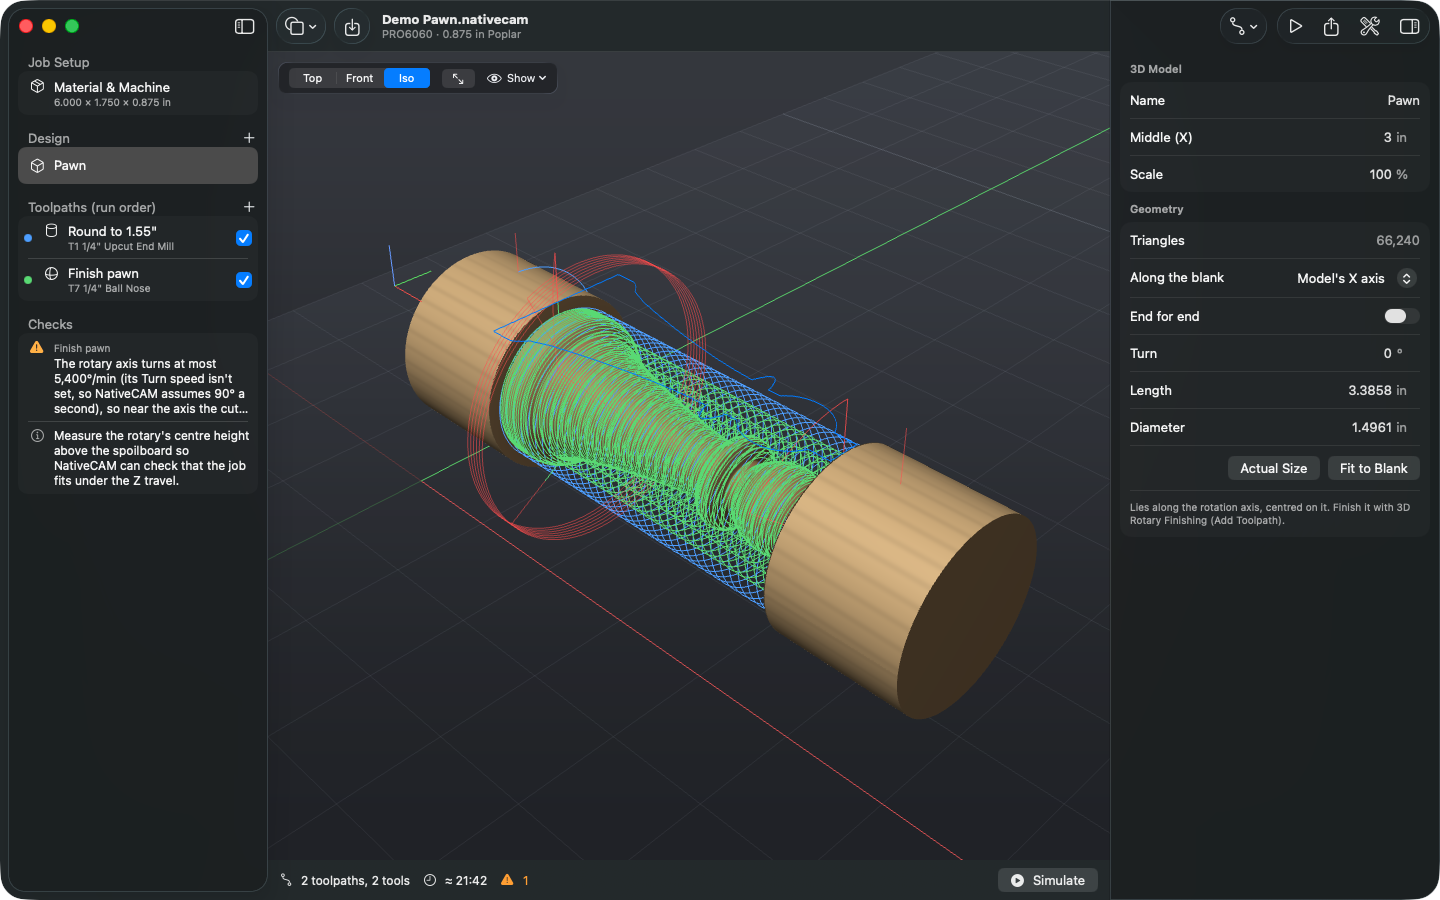 Demo Pawn.nativecam
PRO6060 · 0.875 in Poplar
Job Setup
Material & Machine
6.000 × 1.750 × 0.875 in
Design
Pawn
Toolpaths (run order)
Round to 1.55"
T1 1/4" Upcut End Mill
Finish pawn
T7 1/4" Ball Nose
Checks
Finish pawn
The rotary axis turns at most
5,400°/min (its Turn speed isn't
set, so NativeCAM assumes 90° a
second), so near the axis the cut...
Measure the rotary's centre height
above the spoilboard so
NativeCAM can check that the job
fits under the Z travel.
Top Front Iso Show
2 toolpaths, 2 tools ≈ 21:42 1 Simulate
3D Model
Name Pawn
Middle (X) 3 in
Scale 100 %
Geometry
Triangles 66,240
Along the blank Model's X axis
End for end
Turn 0 °
Length 3.3858 in
Diameter 1.4961 in
Actual Size Fit to Blank
Lies along the rotation axis, centred on it. Finish it with 3D
Rotary Finishing (Add Toolpath).